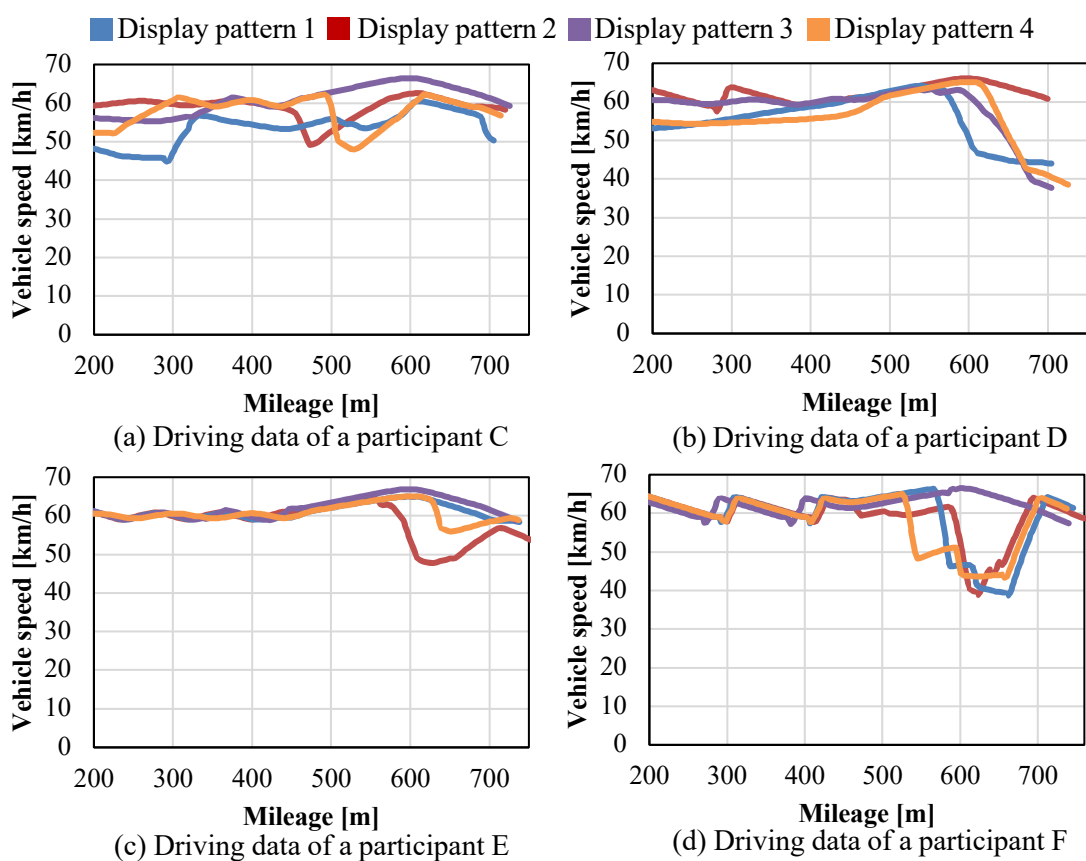 Display pattern 1 Display pattern 2 Display pattern 3 Display pattern 4
Vehicle speed [km/h]
70
60
50
40
30
20
10
0
200 300 400 500 600 700
Mileage [m]
(a) Driving data of a participant C
Vehicle speed [km/h]
70
60
50
40
30
20
10
0
200 300 400 500 600 700
Mileage [m]
(b) Driving data of a participant D
Vehicle speed [km/h]
70
60
50
40
30
20
10
0
200 300 400 500 600 700
Mileage [m]
(c) Driving data of a participant E
Vehicle speed [km/h]
70
60
50
40
30
20
10
0
200 300 400 500 600 700
Mileage [m]
(d) Driving data of a participant F